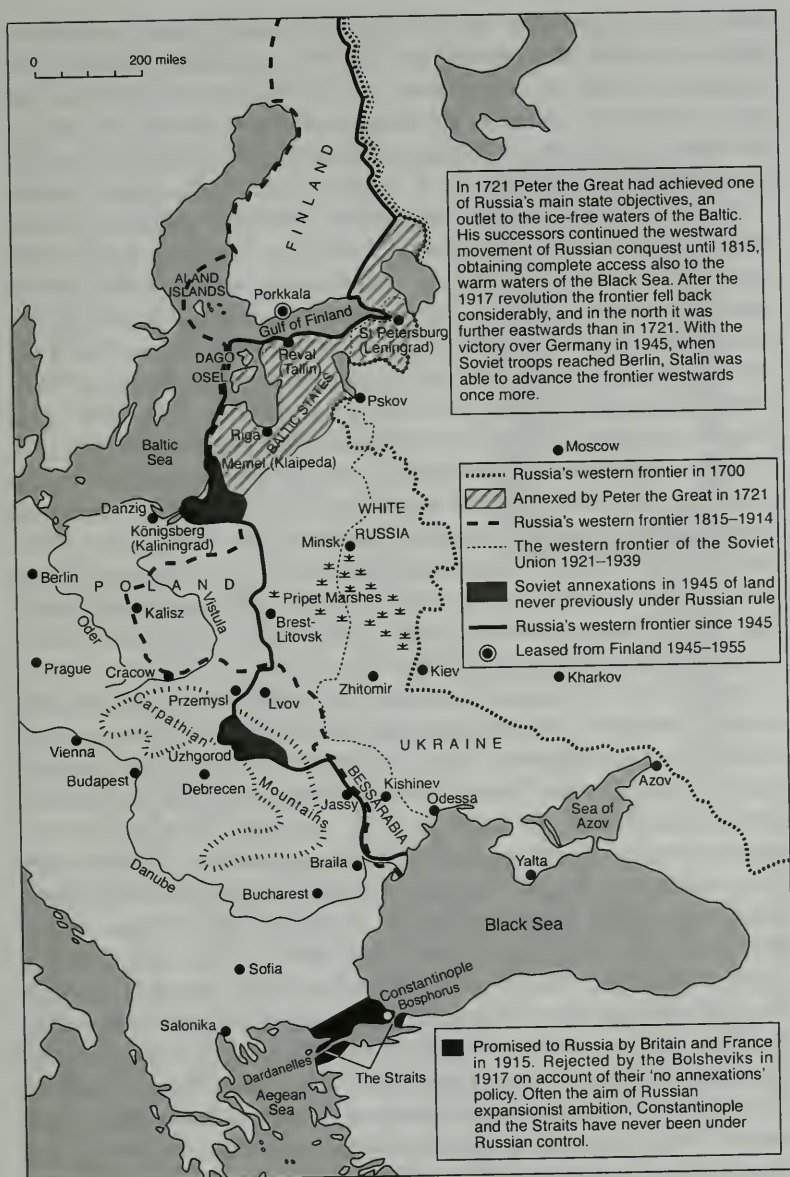 0 200 miles
FINLAND
In 1721 Peter the Great had achieved one
of Russia's main state objectives, an
outlet to the ice-free waters of the Baltic.
His successors continued the westward
movement of Russian conquest until 1815,
obtaining complete access also to the
warm waters of the Black Sea. After the
1917 revolution the frontier fell back
considerably, and in the north it was
further eastwards than in 1721. With the
victory over Germany in 1945, when
Soviet troops reached Berlin, Stalin was
able to advance the frontier westwards
once more.
ALAND
ISLANDS
Porkkala
Gulf of Finland
St Petersburg
(Leningrad)
DAGO
OSEL
Reval
(Tallin)
BALTIC STATES
Pskov
Riga
Baltic
Sea
Memel (Klaipeda)
Moscow
Russia's western frontier in 1700
Annexed by Peter the Great in 1721
Russia's western frontier 1815–1914
The western frontier of the Soviet
Union 1921–1939
Soviet annexations in 1945 of land
never previously under Russian rule
Russia's western frontier since 1945
Leased from Finland 1945–1955
Danzig
Königsberg
(Kaliningrad)
WHITE
RUSSIA
Minsk
Berlin
POLAND
Pripet Marshes
Kalisz
Vistula
Oder
Brest-
Litovsk
Prague
Cracow
Przemysl
Lvov
Zhitomir
Kiev
Kharkov
Carpathian
Mountains
Vienna
Uzhgorod
UKRAINE
Budapest
Debrecen
BESSARABIA
Kishinev
Jassy
Odessa
Azov
Sea of
Azov
Danube
Braila
Yalta
Bucharest
Black Sea
Sofia
Constantinople
Bosphorus
Salonika
Dardanelles
The Straits
Aegean
Sea
Promised to Russia by Britain and France
in 1915. Rejected by the Bolsheviks in
1917 on account of their 'no annexations'
policy. Often the aim of Russian
expansionist ambition, Constantinople
and the Straits have never been under
Russian control.